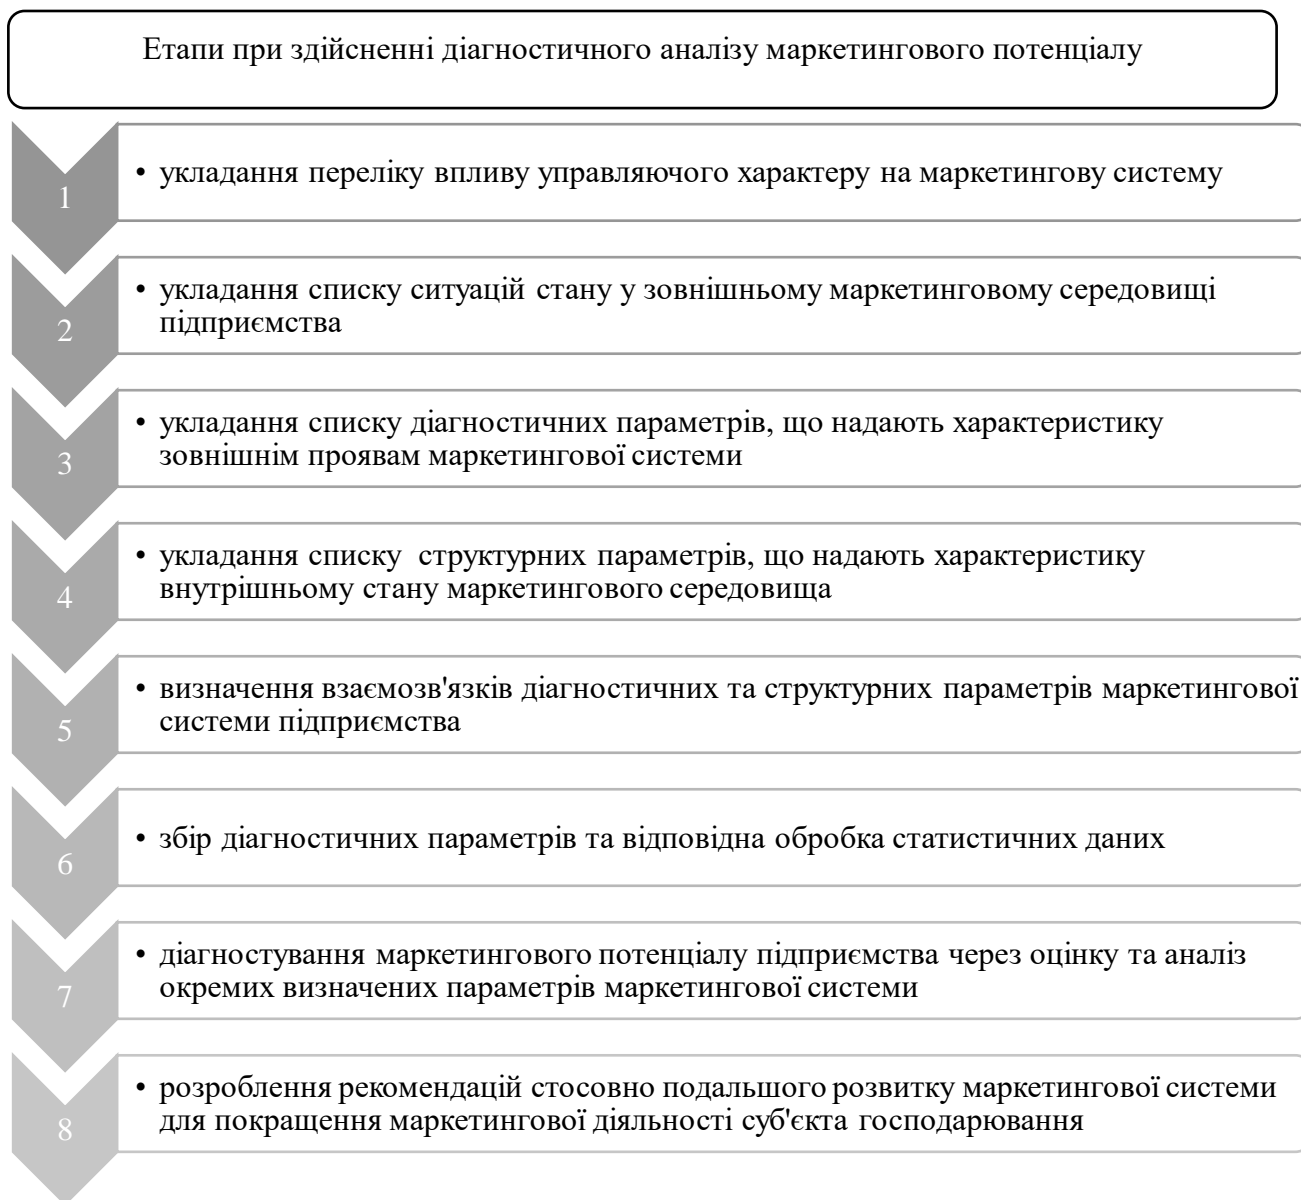 Етапи при здійсненні діагностичного аналізу маркетингового потенціалу
1
• укладання переліку впливу управляючого характеру на маркетингову систему
2
• укладання списку ситуацій стану у зовнішньому маркетинговому середовищі
підприємства
3
• укладання списку діагностичних параметрів, що надають характеристику
зовнішнім проявам маркетингової системи
4
• укладання списку структурних параметрів, що надають характеристику
внутрішньому стану маркетингового середовища
5
• визначення взаємозв'язків діагностичних та структурних параметрів маркетингової
системи підприємства
6
• збір діагностичних параметрів та відповідна обробка статистичних даних
7
• діагностування маркетингового потенціалу підприємства через оцінку та аналіз
окремих визначених параметрів маркетингової системи
8
• розроблення рекомендацій стосовно подальшого розвитку маркетингової системи
для покращення маркетингової діяльності суб'єкта господарювання